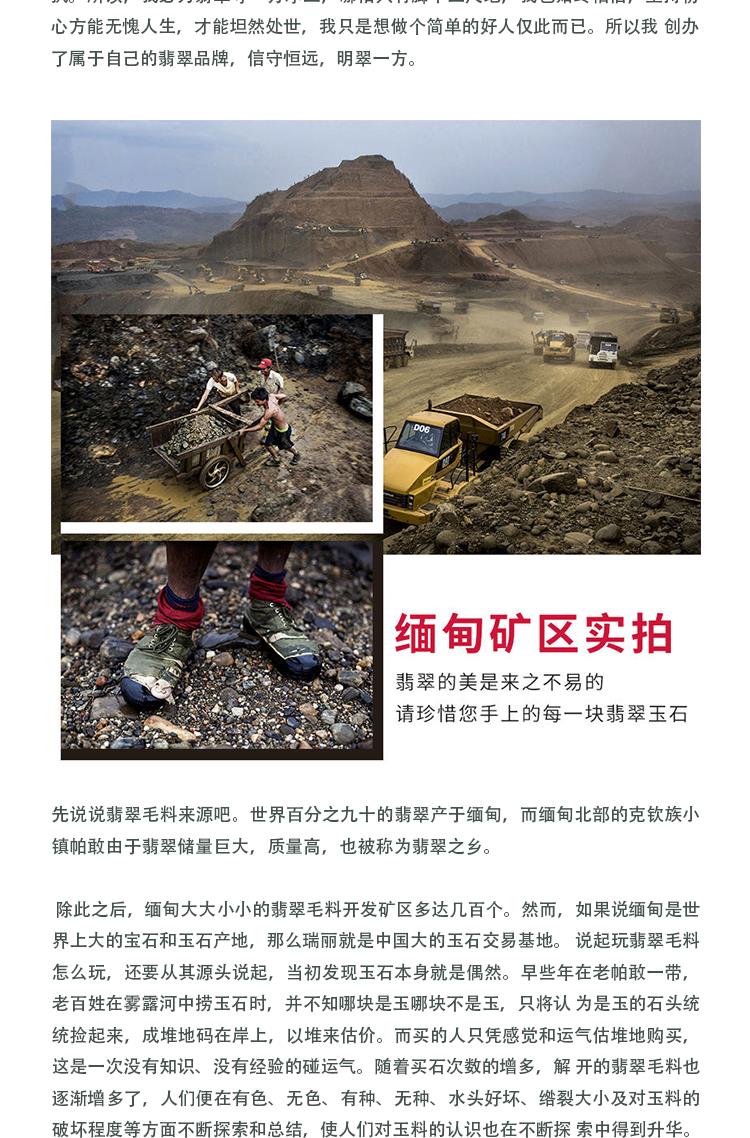 心方能无愧人生，才能坦然处世，我只是想做个简单的好人仅此而已。所以我 创办
了属于自己的翡翠品牌，信守恒远，明翠一方。
D06
缅甸矿区实拍
翡翠的美是来之不易的
请珍惜您手上的每一块翡翠玉石
先说说翡翠毛料来源吧。世界百分之九十的翡翠产于缅甸，而缅甸北部的克钦族小
镇帕敢由于翡翠储量巨大，质量高，也被称为翡翠之乡。
除此之后，缅甸大大小小的翡翠毛料开发矿区多达几百个。然而，如果说缅甸是世
界上大的宝石和玉石产地，那么瑞丽就是中国大的玉石交易基地。 说起玩翡翠毛料
怎么玩，还要从其源头说起，当初发现玉石本身就是偶然。早些年在老帕敢一带，
老百姓在雾露河中捞玉石时，并不知哪块是玉哪块不是玉，只将认 为是玉的石头统
统捡起来，成堆地码在岸上，以堆来估价。而买的人只凭感觉和运气估堆地购买，
这是一次没有知识、没有经验的碰运气。随着买石次数的增多，解 开的翡翠毛料也
逐渐增多了，人们便在有色、无色、有种、无种、水头好坏、绺裂大小及对玉料的
破坏程度等方面不断探索和总结，使人们对玉料的认识也在不断探 索中得到升华。